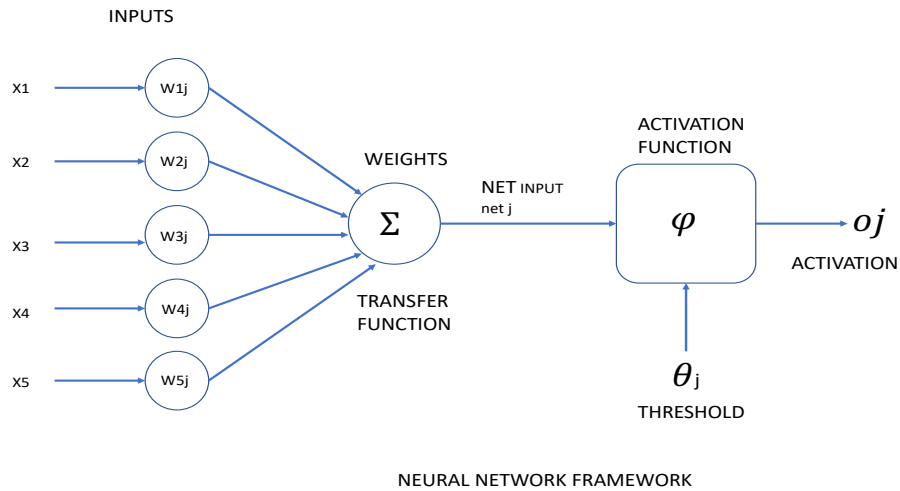 INPUTS
X1
W1j
X2
W2j
X3
W3j
X4
W4j
X5
W5j
WEIGHTS
Σ
TRANSFER
FUNCTION
NET INPUT
net j
ACTIVATION
FUNCTION
φ
oj
ACTIVATION
θj
THRESHOLD
NEURAL NETWORK FRAMEWORK